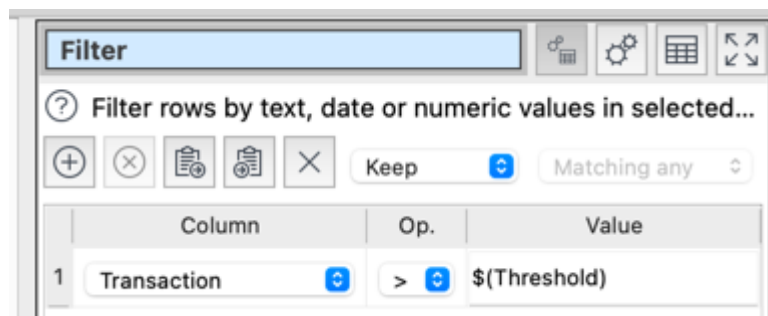 Filter
? Filter rows by text, date or numeric values in selected...
Keep Matching any
Column Op. Value
1 Transaction > $(Threshold)